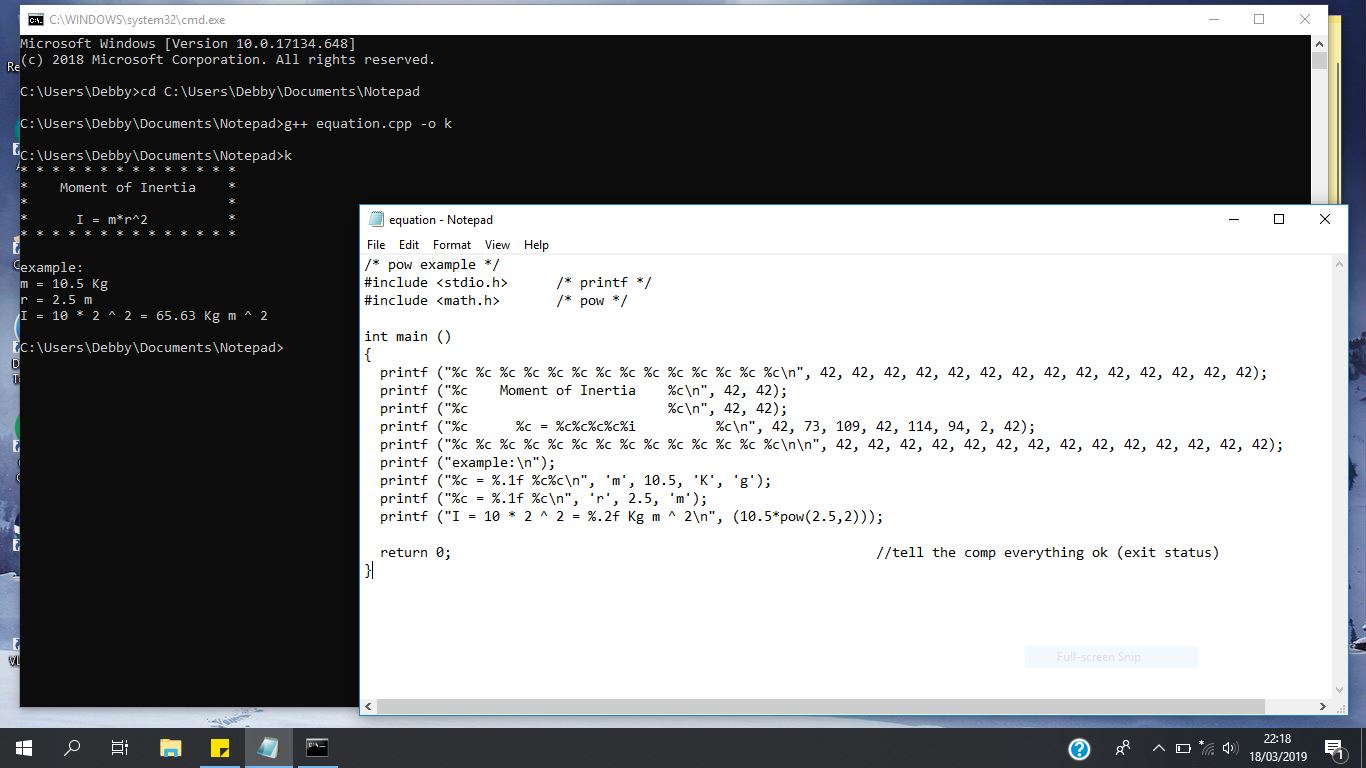 C:\WINDOWS\system32\cmd.exe
Microsoft Windows [Version 10.0.17134.648]
(c) 2018 Microsoft Corporation. All rights reserved.
C:\Users\Debby>cd C:\Users\Debby\Documents\Notepad
C:\Users\Debby\Documents\Notepad>g++ equation.cpp -o k
C:\Users\Debby\Documents\Notepad>k
* * * * * * * * * * * * * *
*    Moment of Inertia    *
*                         *
*      I = m*r^2          *
* * * * * * * * * * * * * *
example:
m = 10.5 Kg
r = 2.5 m
I = 10 * 2 ^ 2 = 65.63 Kg m ^ 2
C:\Users\Debby\Documents\Notepad>
equation - Notepad
File Edit Format View Help
/* pow example */
#include <stdio.h>      /* printf */
#include <math.h>       /* pow */
int main ()
{
  printf ("%c %c %c %c %c %c %c %c %c %c %c %c %c %c\n", 42, 42, 42, 42, 42, 42, 42, 42, 42, 42, 42, 42, 42, 42);
  printf ("%c    Moment of Inertia    %c\n", 42, 42);
  printf ("%c                         %c\n", 42, 42);
  printf ("%c      %c = %c%c%c%c%i          %c\n", 42, 73, 109, 42, 114, 94, 2, 42);
  printf ("%c %c %c %c %c %c %c %c %c %c %c %c %c %c\n\n", 42, 42, 42, 42, 42, 42, 42, 42, 42, 42, 42, 42, 42, 42);
  printf ("example:\n");
  printf ("%c = %.1f %c%c\n", 'm', 10.5, 'K', 'g');
  printf ("%c = %.1f %c\n", 'r', 2.5, 'm');
  printf ("I = 10 * 2 ^ 2 = %.2f Kg m ^ 2\n", (10.5*pow(2.5,2)));
  return 0;                                                     //tell the comp everything ok (exit status)
}
Full-screen Snip
22:18
18/03/2019
1